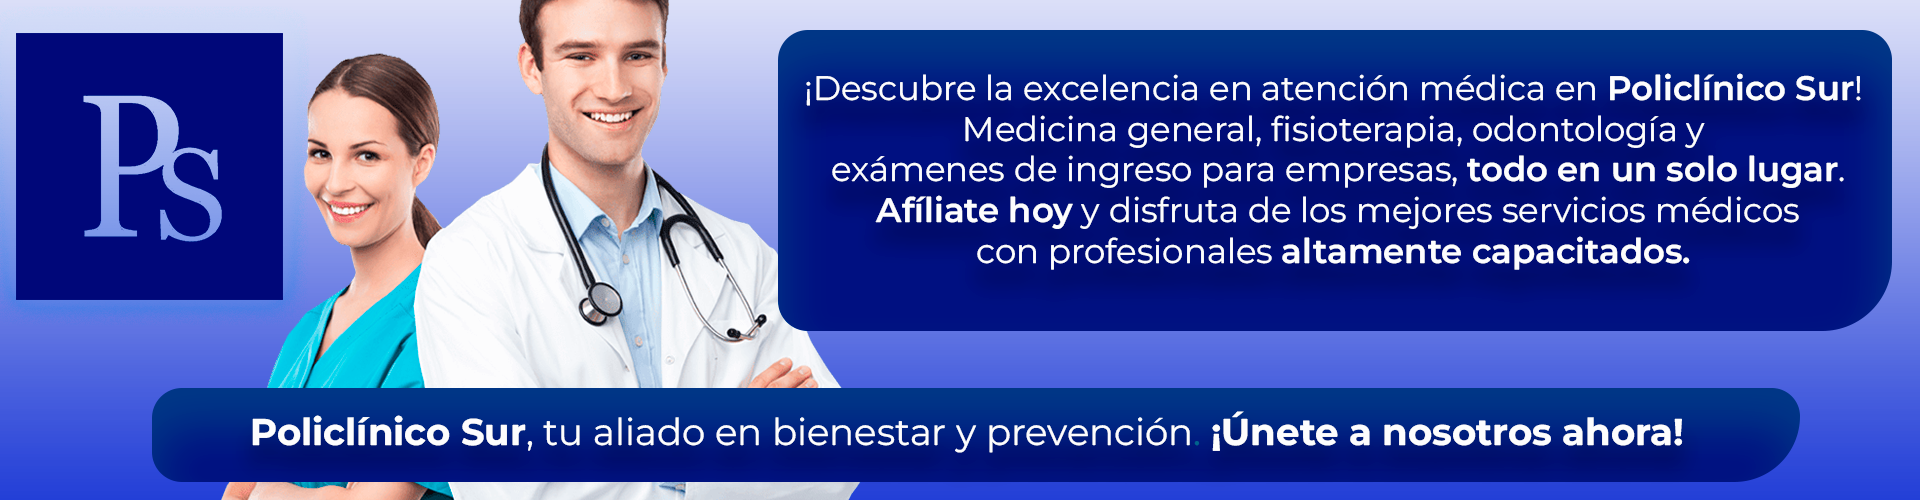 PS
¡Descubre la excelencia en atención médica en Policlínico Sur!
Medicina general, fisioterapia, odontología y
exámenes de ingreso para empresas, todo en un solo lugar.
Afíliate hoy y disfruta de los mejores servicios médicos
con profesionales altamente capacitados.
Policlínico Sur, tu aliado en bienestar y prevención. ¡Únete a nosotros ahora!